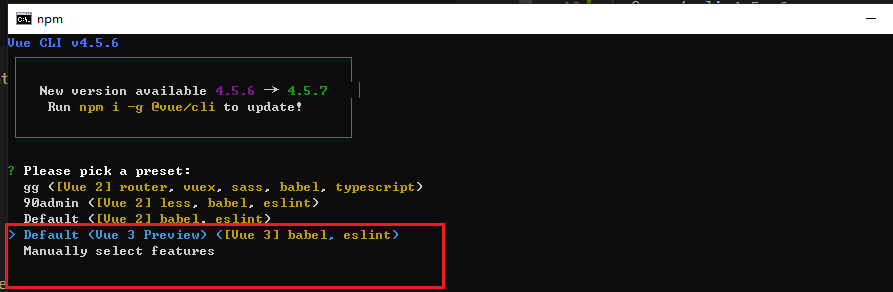 npm
Vue CLI v4.5.6
New version available 4.5.6 → 4.5.7
Run npm i -g @vue/cli to update!
? Please pick a preset:
gg ([Vue 2] router, vuex, sass, babel, typescript)
90admin ([Vue 2] less, babel, eslint)
Default ([Vue 2] babel, eslint)
> Default (Vue 3 Preview) ([Vue 3] babel, eslint)
Manually select features